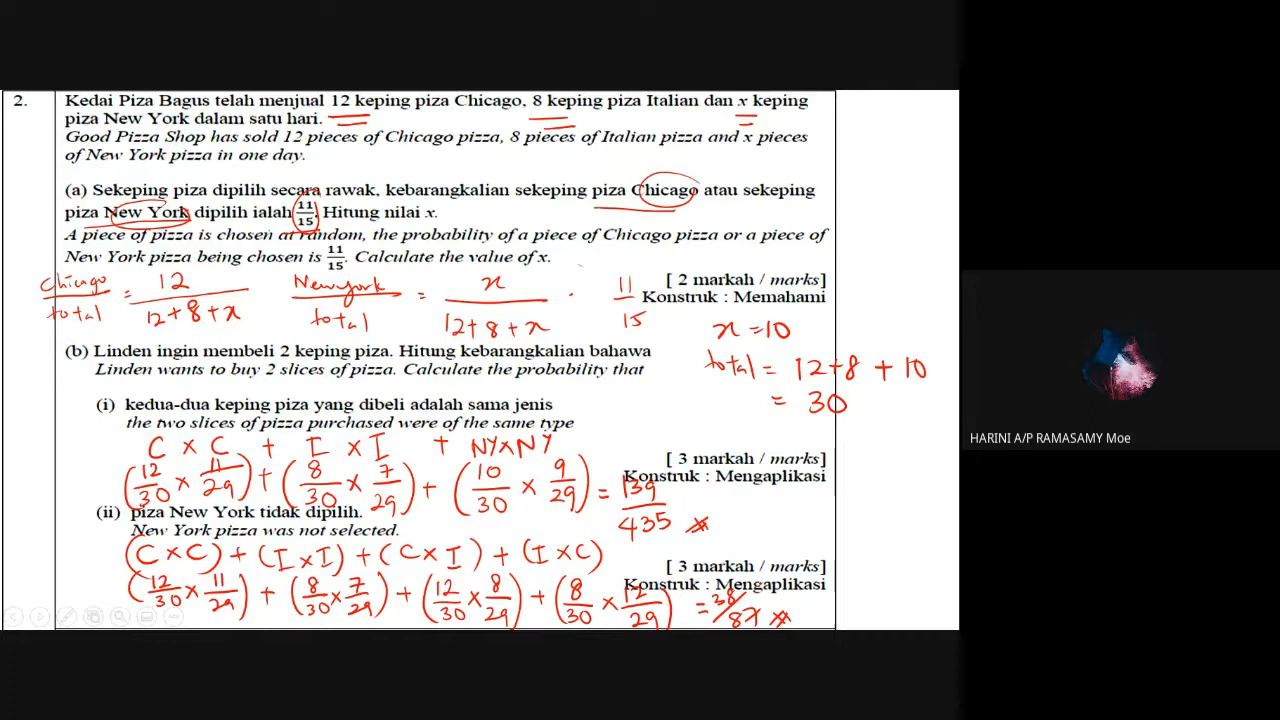 2. Kedai Piza Bagus telah menjual 12 keping piza Chicago, 8 keping piza Italian dan x keping
piza New York dalam satu hari.
Good Pizza Shop has sold 12 pieces of Chicago pizza, 8 pieces of Italian pizza and x pieces
of New York pizza in one day.
(a) Sekeping piza dipilih secara rawak, kebarangkalian sekeping piza Chicago atau sekeping
piza New York dipilih ialah 11/15. Hitung nilai x.
A piece of pizza is chosen at random, the probability of a piece of Chicago pizza or a piece of
New York pizza being chosen is 11/15. Calculate the value of x.
[ 2 markah / marks]
Konstruk : Memahami
Chicago/total = 12/(12+8+x) New york/total = x/(12+8+x) 11/15
x = 10
total = 12+8 + 10
= 30
(b) Linden ingin membeli 2 keping piza. Hitung kebarangkalian bahawa
Linden wants to buy 2 slices of pizza. Calculate the probability that
(i) kedua-dua keping piza yang dibeli adalah sama jenis
the two slices of pizza purchased were of the same type
C × C + I × I + NY×NY
[ 3 markah / marks]
Konstruk : Mengaplikasi
(12/30 × 11/29) + (8/30 × 7/29) + (10/30 × 9/29) = 139/435
(ii) piza New York tidak dipilih.
New York pizza was not selected.
(C × C) + (I × I) + (C × I) + (I × C)
[ 3 markah / marks]
Konstruk : Mengaplikasi
(12/30 × 11/29) + (8/30 × 7/29) + (12/30 × 8/29) + (8/30 × 12/29) = 38/87
HARINI A/P RAMASAMY Moe